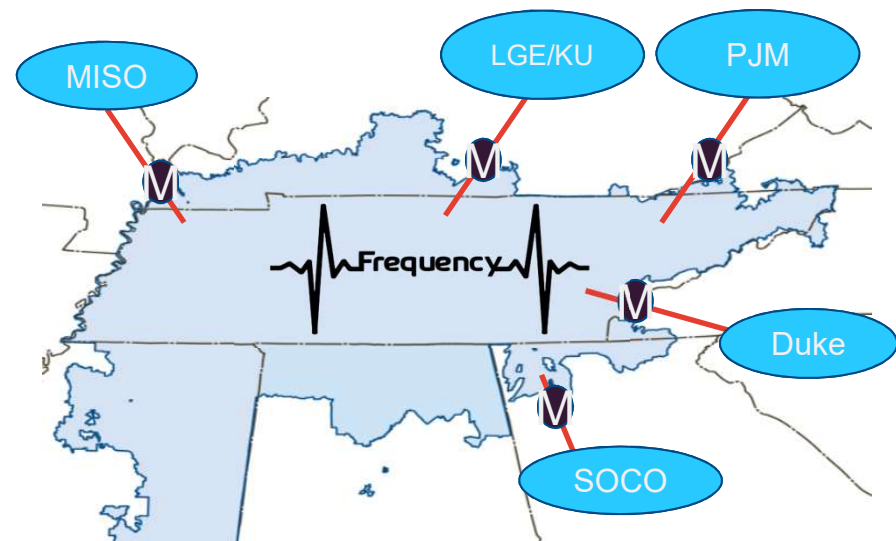 MISO
LGE/KU
PJM
M
M
M
Frequency
M
Duke
M
SOCO